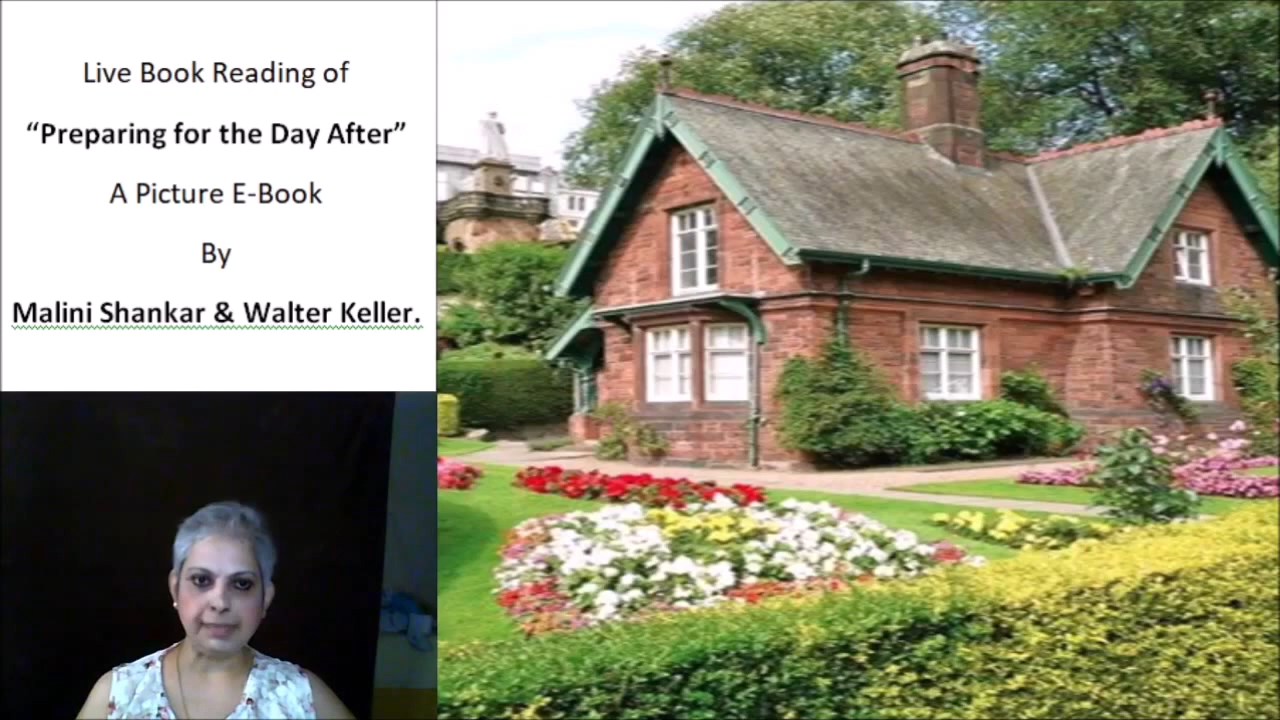 Live Book Reading of
“Preparing for the Day After”
A Picture E-Book
By
Malini Shankar & Walter Keller.